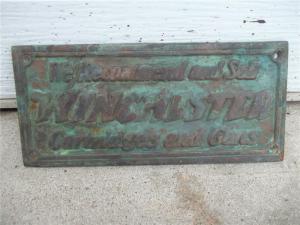 We Recommend and Sell
WINCHESTER
Cartridges and Guns